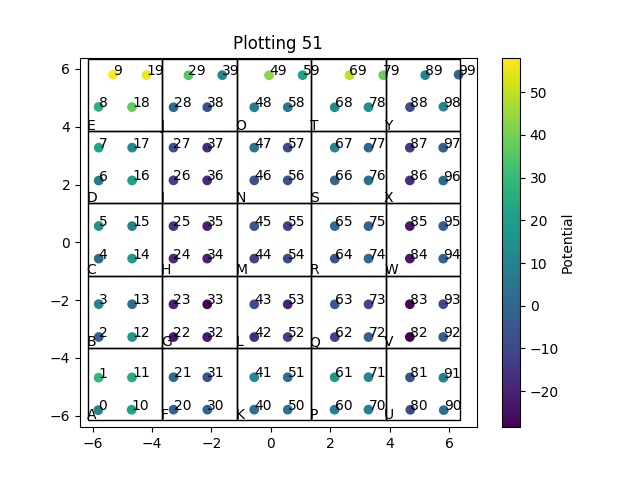 Plotting 51
6
4
2
0
−2
−4
−6
9 19 29 39 49 59 69 79 89 99
8 18 28 38 48 58 68 78 88 98
E J O T Y
7 17 27 37 47 57 67 77 87 97
6 16 26 36 46 56 66 76 86 96
D I N S X
5 15 25 35 45 55 65 75 85 95
4 14 24 34 44 54 64 74 84 94
C H M R W
3 13 23 33 43 53 63 73 83 93
2 12 22 32 42 52 62 72 82 92
B G L Q V
1 11 21 31 41 51 61 71 81 91
0 10 20 30 40 50 60 70 80 90
A F K P U
−6 −4 −2 0 2 4 6
50
40
30
20
10
0
−10
−20
Potential